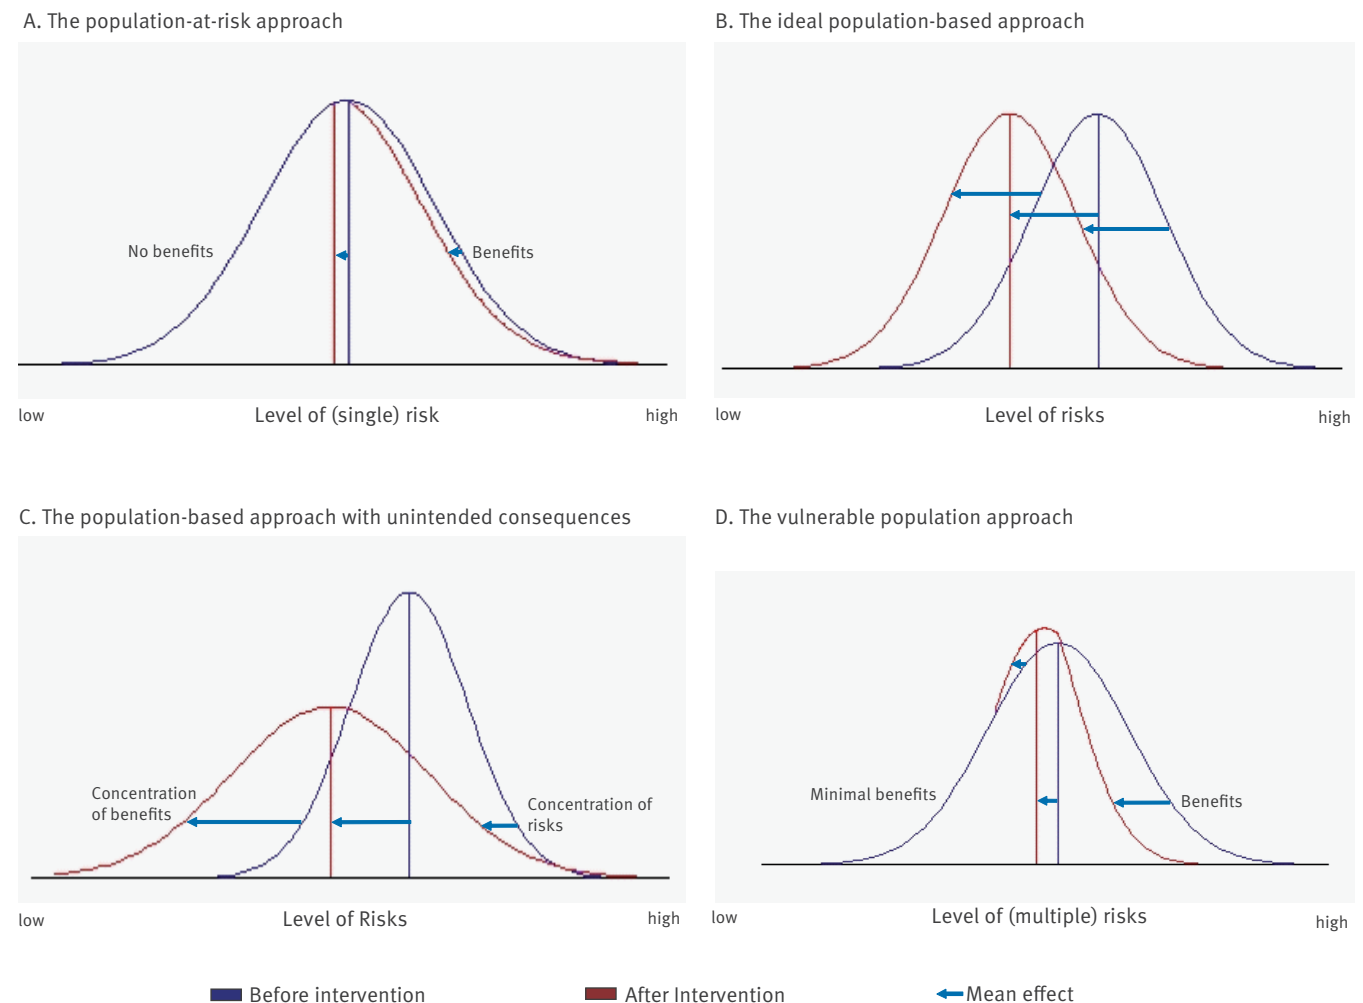 A. The population-at-risk approach
No benefits
Benefits
low
Level of (single) risk
high
B. The ideal population-based approach
low
Level of risks
high
C. The population-based approach with unintended consequences
Concentration
of benefits
Concentration of
risks
low
Level of Risks
high
D. The vulnerable population approach
Minimal benefits
Benefits
low
Level of (multiple) risks
high
Before intervention
After Intervention
Mean effect